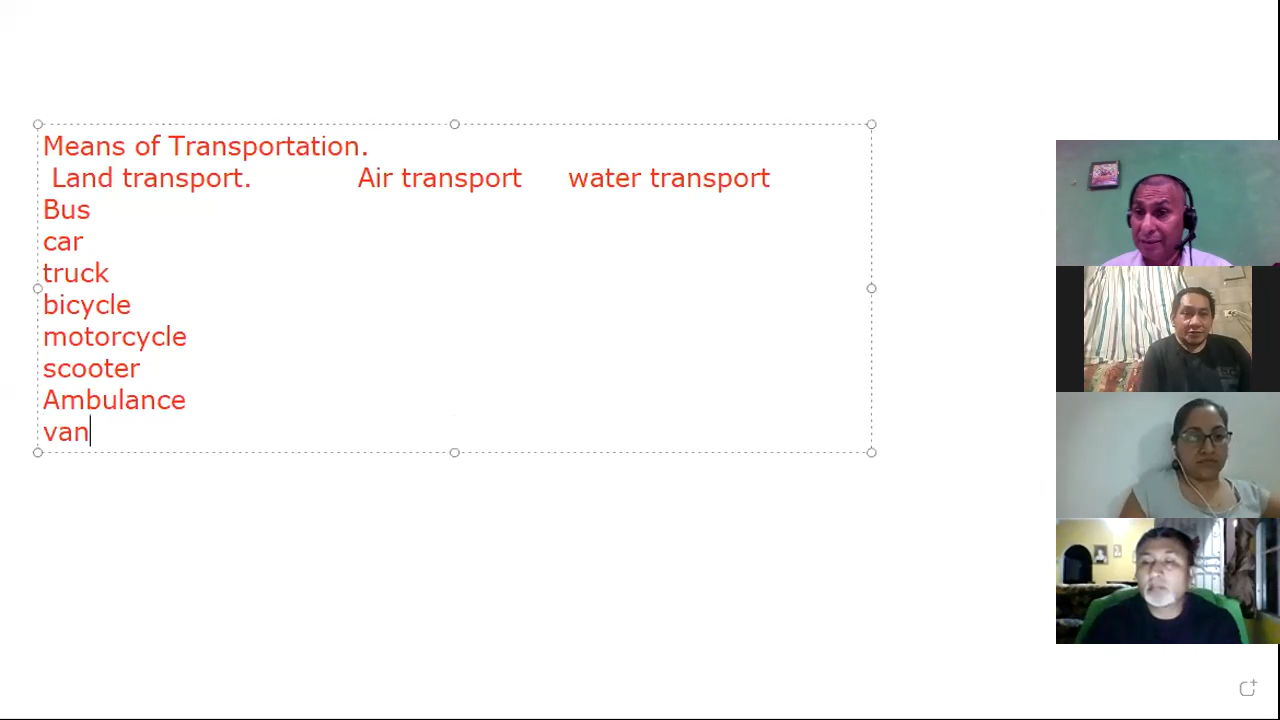 Means of Transportation.
Land transport. Air transport water transport
Bus
car
truck
bicycle
motorcycle
scooter
Ambulance
van